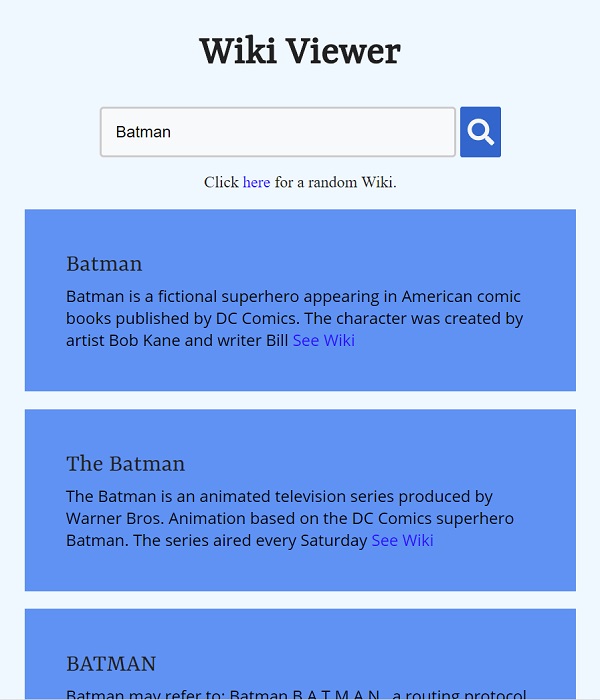 Wiki Viewer
Batman
Click here for a random Wiki.
Batman
Batman is a fictional superhero appearing in American comic
books published by DC Comics. The character was created by
artist Bob Kane and writer Bill See Wiki
The Batman
The Batman is an animated television series produced by
Warner Bros. Animation based on the DC Comics superhero
Batman. The series aired every Saturday See Wiki
BATMAN
Batman may refer to: Batman B.A.T.M.A.N., a routing protocol